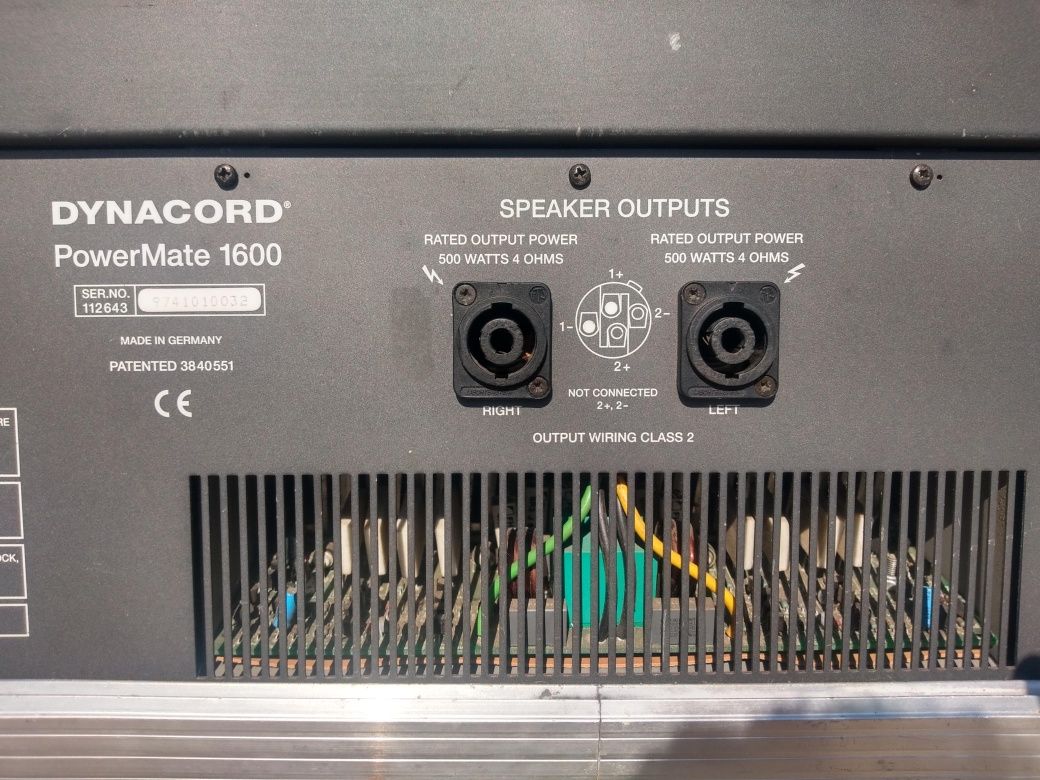 DYNACORD®
PowerMate 1600
SER.NO.
112643
9741010032
MADE IN GERMANY
PATENTED 3840551
CE
SPEAKER OUTPUTS
RATED OUTPUT POWER
500 WATTS 4 OHMS
RATED OUTPUT POWER
500 WATTS 4 OHMS
1+
1-
2-
2+
NOT CONNECTED
2+, 2-
RIGHT
LEFT
OUTPUT WIRING CLASS 2
RE
OCK,